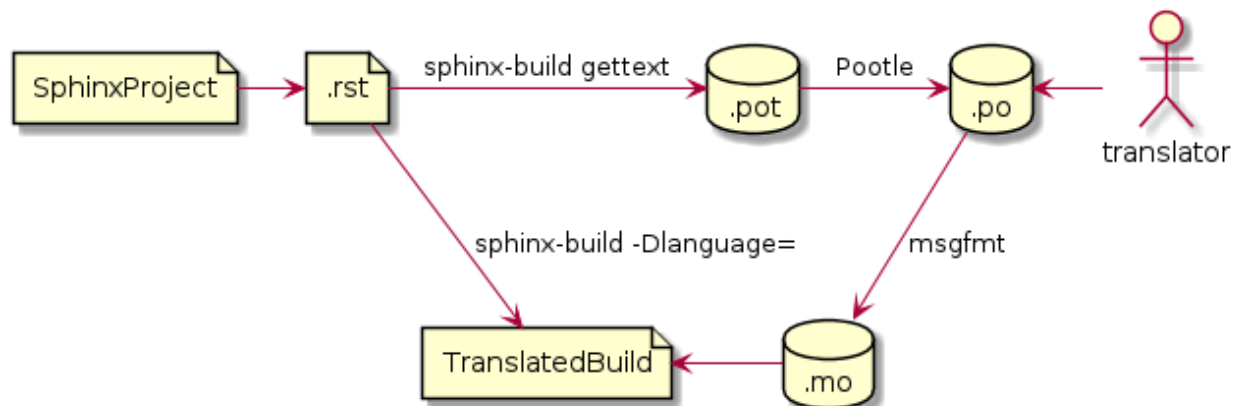 SphinxProject
.rst
sphinx-build gettext
.pot
Pootle
.po
translator
sphinx-build -Dlanguage=
msgfmt
TranslatedBuild
.mo